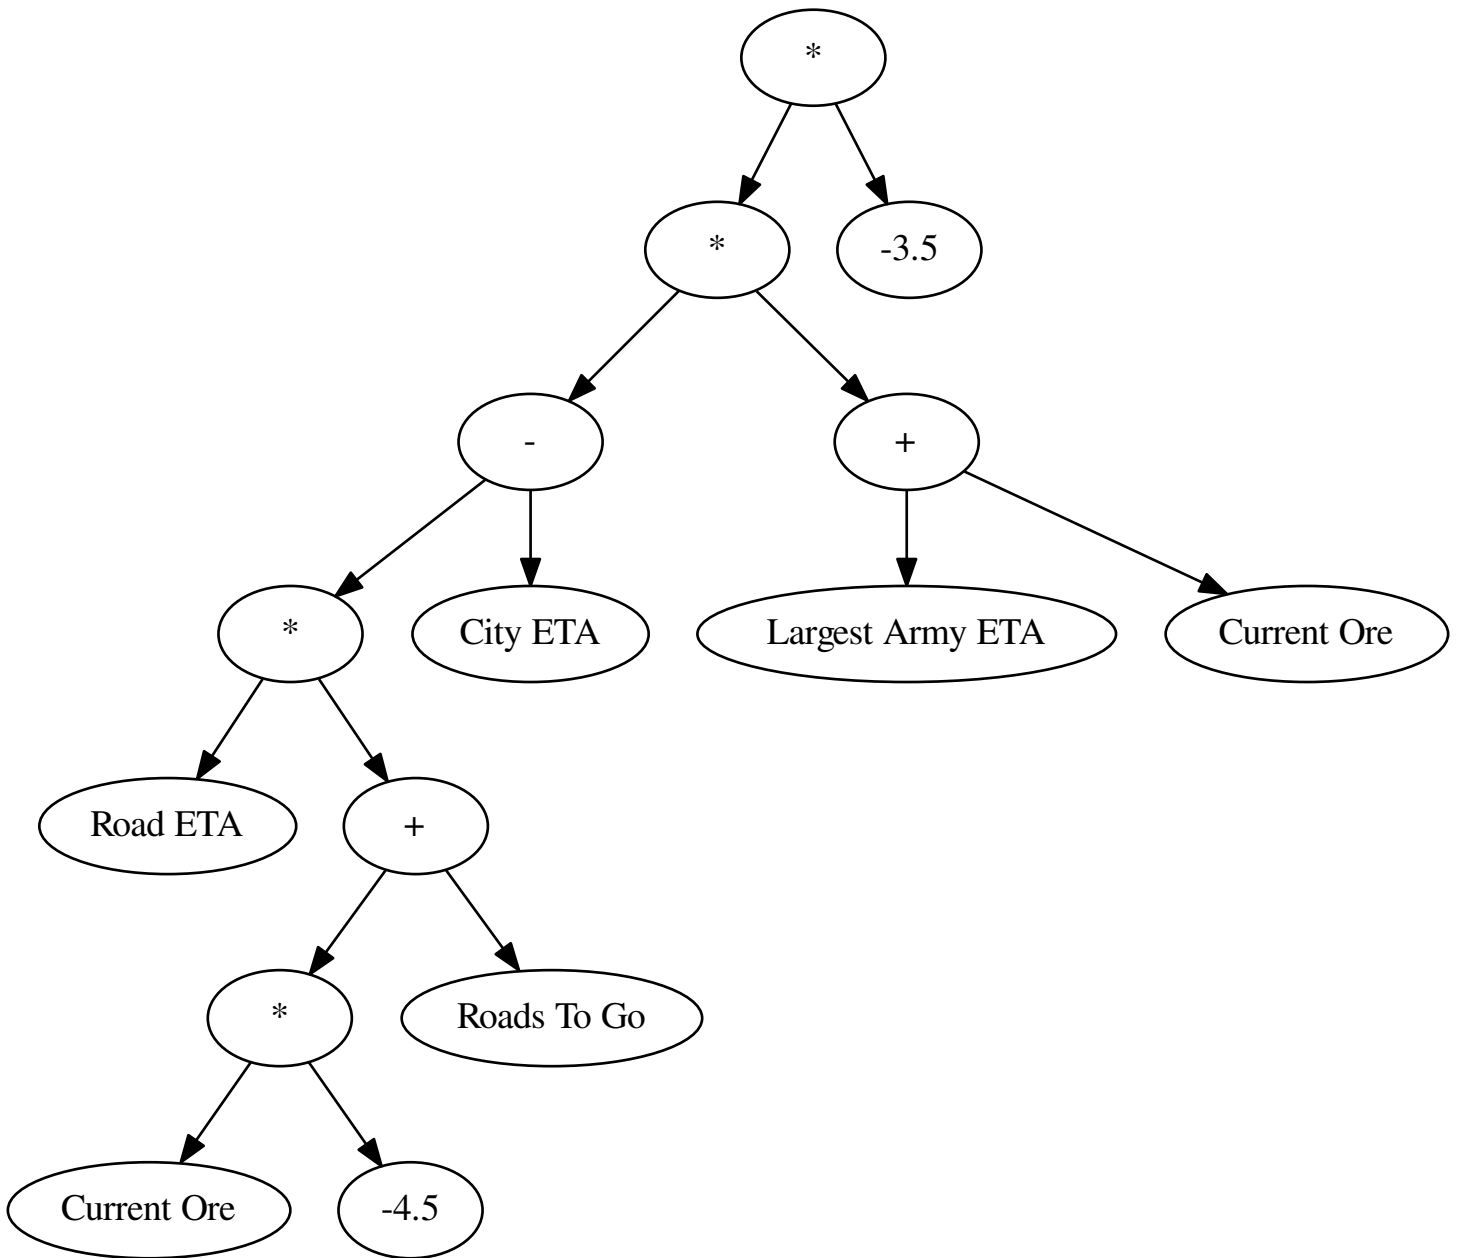 *
*
-3.5
-
+
*
City ETA
Largest Army ETA
Current Ore
Road ETA
+
*
Roads To Go
Current Ore
-4.5